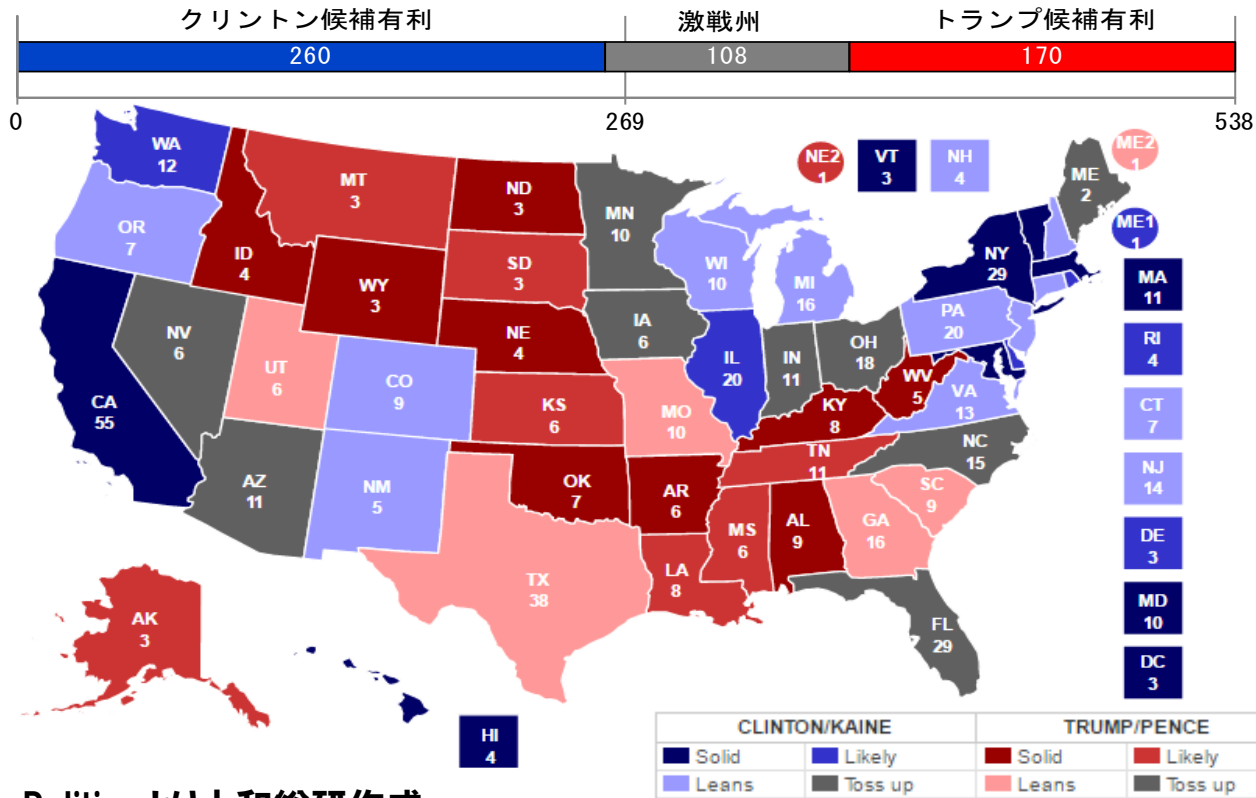 クリントン候補有利
激戦州
トランプ候補有利
260
108
170
0
269
538
WA
12
OR
7
CA
55
NV
6
ID
4
MT
3
WY
3
UT
6
AZ
11
CO
9
NM
5
ND
3
SD
3
NE
4
KS
6
OK
7
TX
38
MN
10
IA
6
MO
10
AR
6
LA
8
WI
10
IL
20
MI
16
IN
11
OH
18
KY
8
TN
11
MS
6
AL
9
GA
16
SC
9
NC
15
FL
29
WV
5
VA
13
PA
20
NY
29
ME
2
NE2
1
VT
3
NH
4
ME2
1
ME1
1
MA
11
RI
4
CT
7
NJ
14
DE
3
MD
10
DC
3
AK
3
HI
4
CLINTON/KAINE
TRUMP/PENCE
Solid
Likely
Solid
Likely
Leans
Toss up
Leans
Toss up